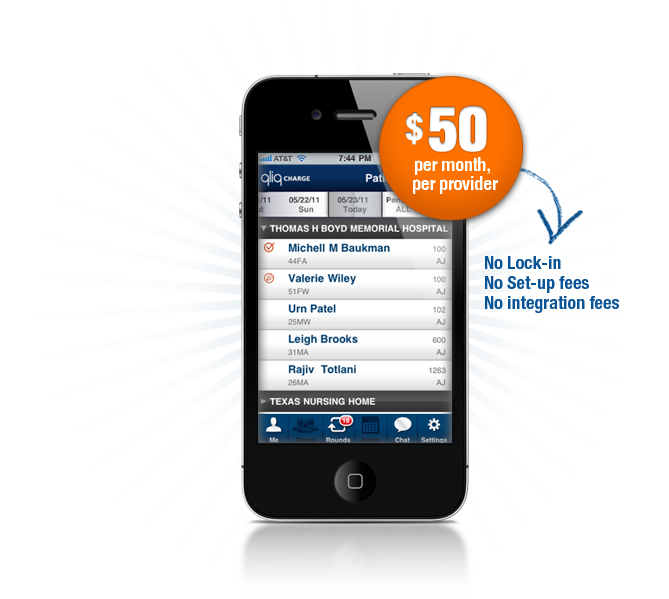 AT&T 7:44 PM
qliq CHARGE
05/22/11 05/23/11
Sun Today ALL
THOMAS H BOYD MEMORIAL HOSPITAL
Michell M Baukman 100
44FA AJ
Valerie Wiley 100
51FW AJ
Urn Patel 102
25MW AJ
Leigh Brooks 600
31MA AJ
Rajiv Totlani 1263
26MA AJ
TEXAS NURSING HOME
18
Me Rounds Chat Settings
$50
per month,
per provider
No Lock-in
No Set-up fees
No integration fees